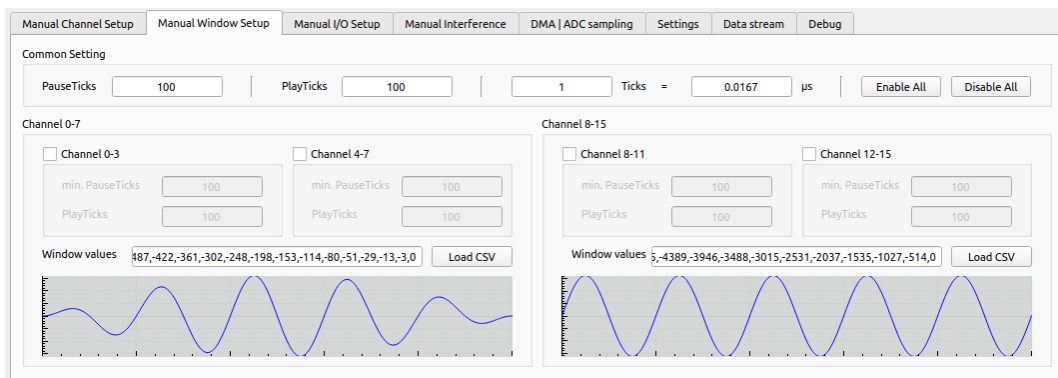 Manual Channel Setup Manual Window Setup Manual I/O Setup Manual Interference DMA | ADC sampling Settings Data stream Debug
Common Setting
PauseTicks 100 PlayTicks 100 1 Ticks = 0.0167 µs Enable All Disable All
Channel 0-7 Channel 8-15
Channel 0-3 Channel 4-7 Channel 8-11 Channel 12-15
min. PauseTicks 100 min. PauseTicks 100 min. PauseTicks 100 min. PauseTicks 100
PlayTicks 100 PlayTicks 100 PlayTicks 100 PlayTicks 100
Window values 487,-422,-361,-302,-248,-198,-153,-114,-80,-51,-29,-13,-3,0 Load CSV Window values ,-4389,-3946,-3488,-3015,-2531,-2037,-1535,-1027,-514,0 Load CSV